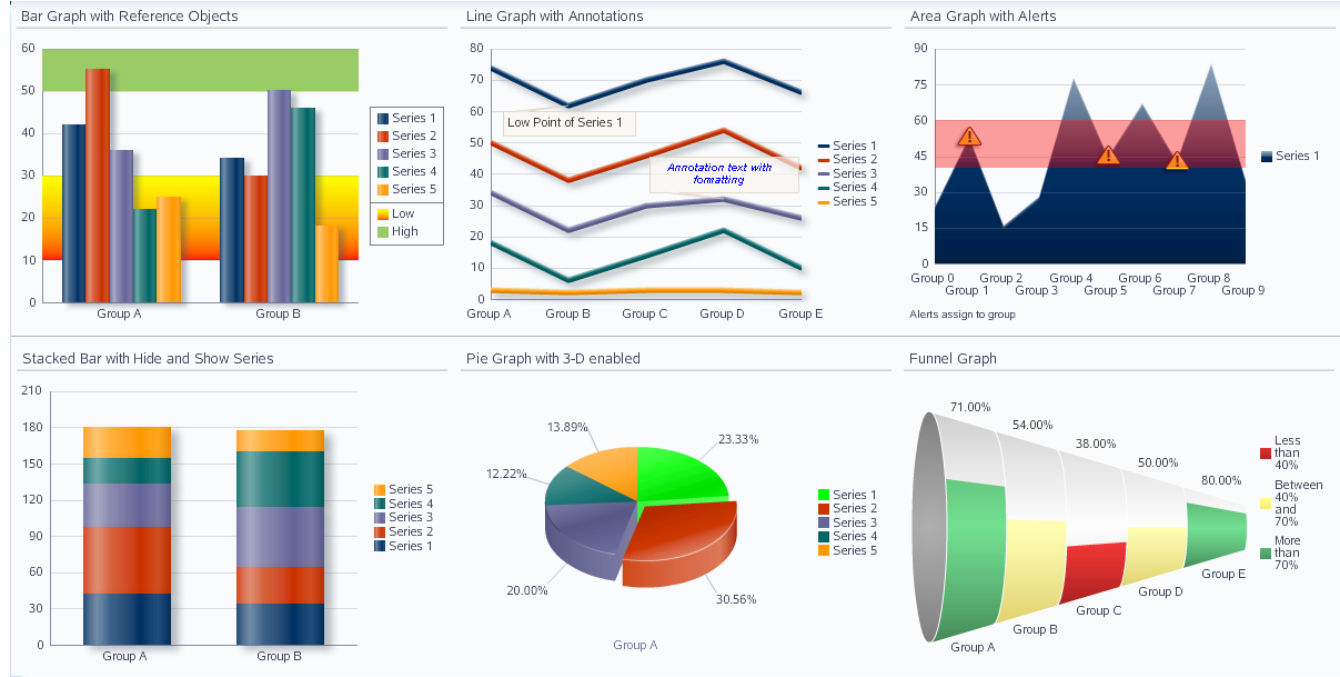 Bar Graph with Reference Objects
60
50
40
30
20
10
0
Group A
Group B
Series 1
Series 2
Series 3
Series 4
Series 5
Low
High
Line Graph with Annotations
80
70
60
50
40
30
20
10
0
Low Point of Series 1
Annotation text with
formatting
Group A
Group B
Group C
Group D
Group E
Series 1
Series 2
Series 3
Series 4
Series 5
Area Graph with Alerts
90
75
60
45
30
15
0
Group 0
Group 1
Group 2
Group 3
Group 4
Group 5
Group 6
Group 7
Group 8
Group 9
Series 1
Alerts assign to group
Stacked Bar with Hide and Show Series
210
180
150
120
90
60
30
0
Group A
Group B
Series 5
Series 4
Series 3
Series 2
Series 1
Pie Graph with 3-D enabled
13.89%
23.33%
12.22%
20.00%
30.56%
Group A
Series 1
Series 2
Series 3
Series 4
Series 5
Funnel Graph
71.00%
54.00%
38.00%
50.00%
80.00%
Group A
Group B
Group C
Group D
Group E
Less
than
40%
Between
40%
and
70%
More
than
70%